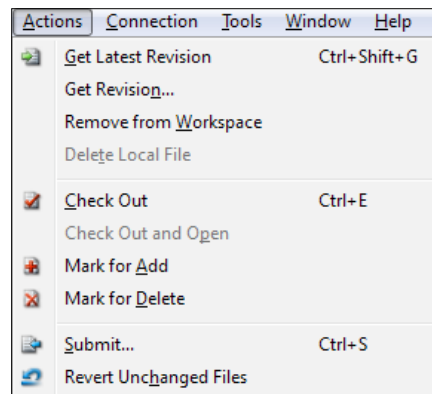 Actions Connection Tools Window Help
Get Latest Revision Ctrl+Shift+G
Get Revision...
Remove from Workspace
Delete Local File
Check Out Ctrl+E
Check Out and Open
Mark for Add
Mark for Delete
Submit... Ctrl+S
Revert Unchanged Files